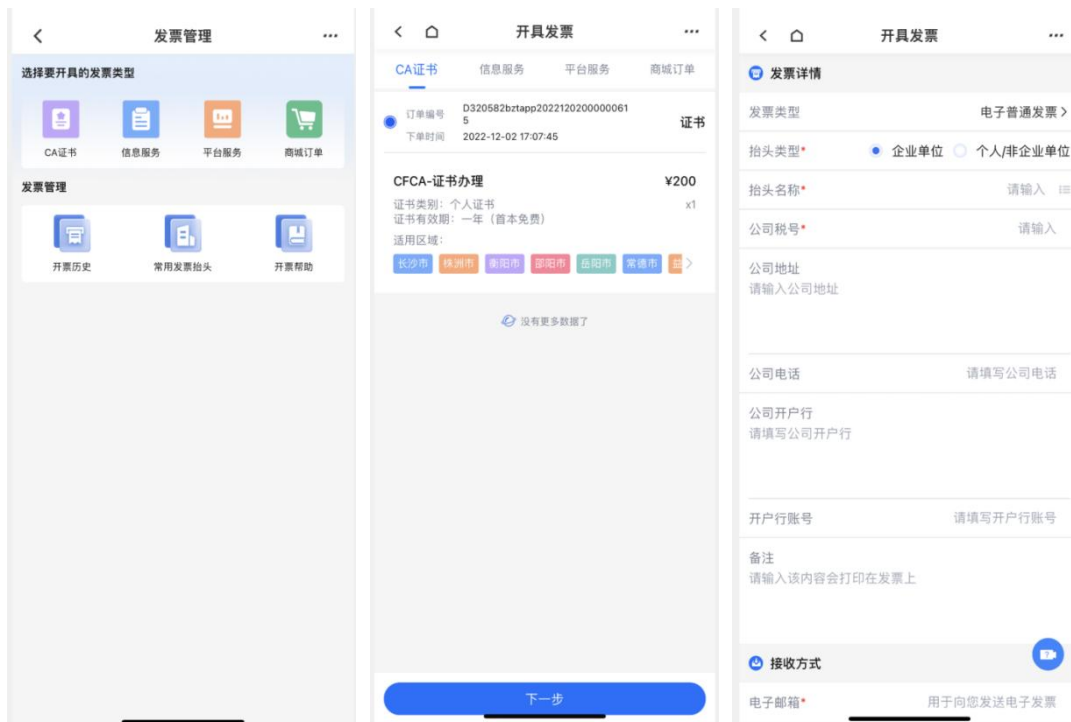 发票管理
选择要开具的发票类型
CA证书
信息服务
平台服务
商城订单
发票管理
开票历史
常用发票抬头
开票帮助
开具发票
CA证书
信息服务
平台服务
商城订单
订单编号
D320582bztapp2022120200000061
5
下单时间
2022-12-02 17:07:45
证书
CFCA-证书办理
¥200
证书类别：个人证书
x1
证书有效期：一年（首本免费）
适用区域：
长沙市
株洲市
衡阳市
邵阳市
岳阳市
常德市
没有更多数据了
下一步
开具发票
发票详情
发票类型
电子普通发票
抬头类型*
企业单位
个人/非企业单位
抬头名称*
请输入
公司税号*
请输入
公司地址
请输入公司地址
公司电话
请填写公司电话
公司开户行
请填写公司开户行
开户行账号
请填写开户行账号
备注
请输入该内容会打印在发票上
接收方式
电子邮箱*
用于向您发送电子发票